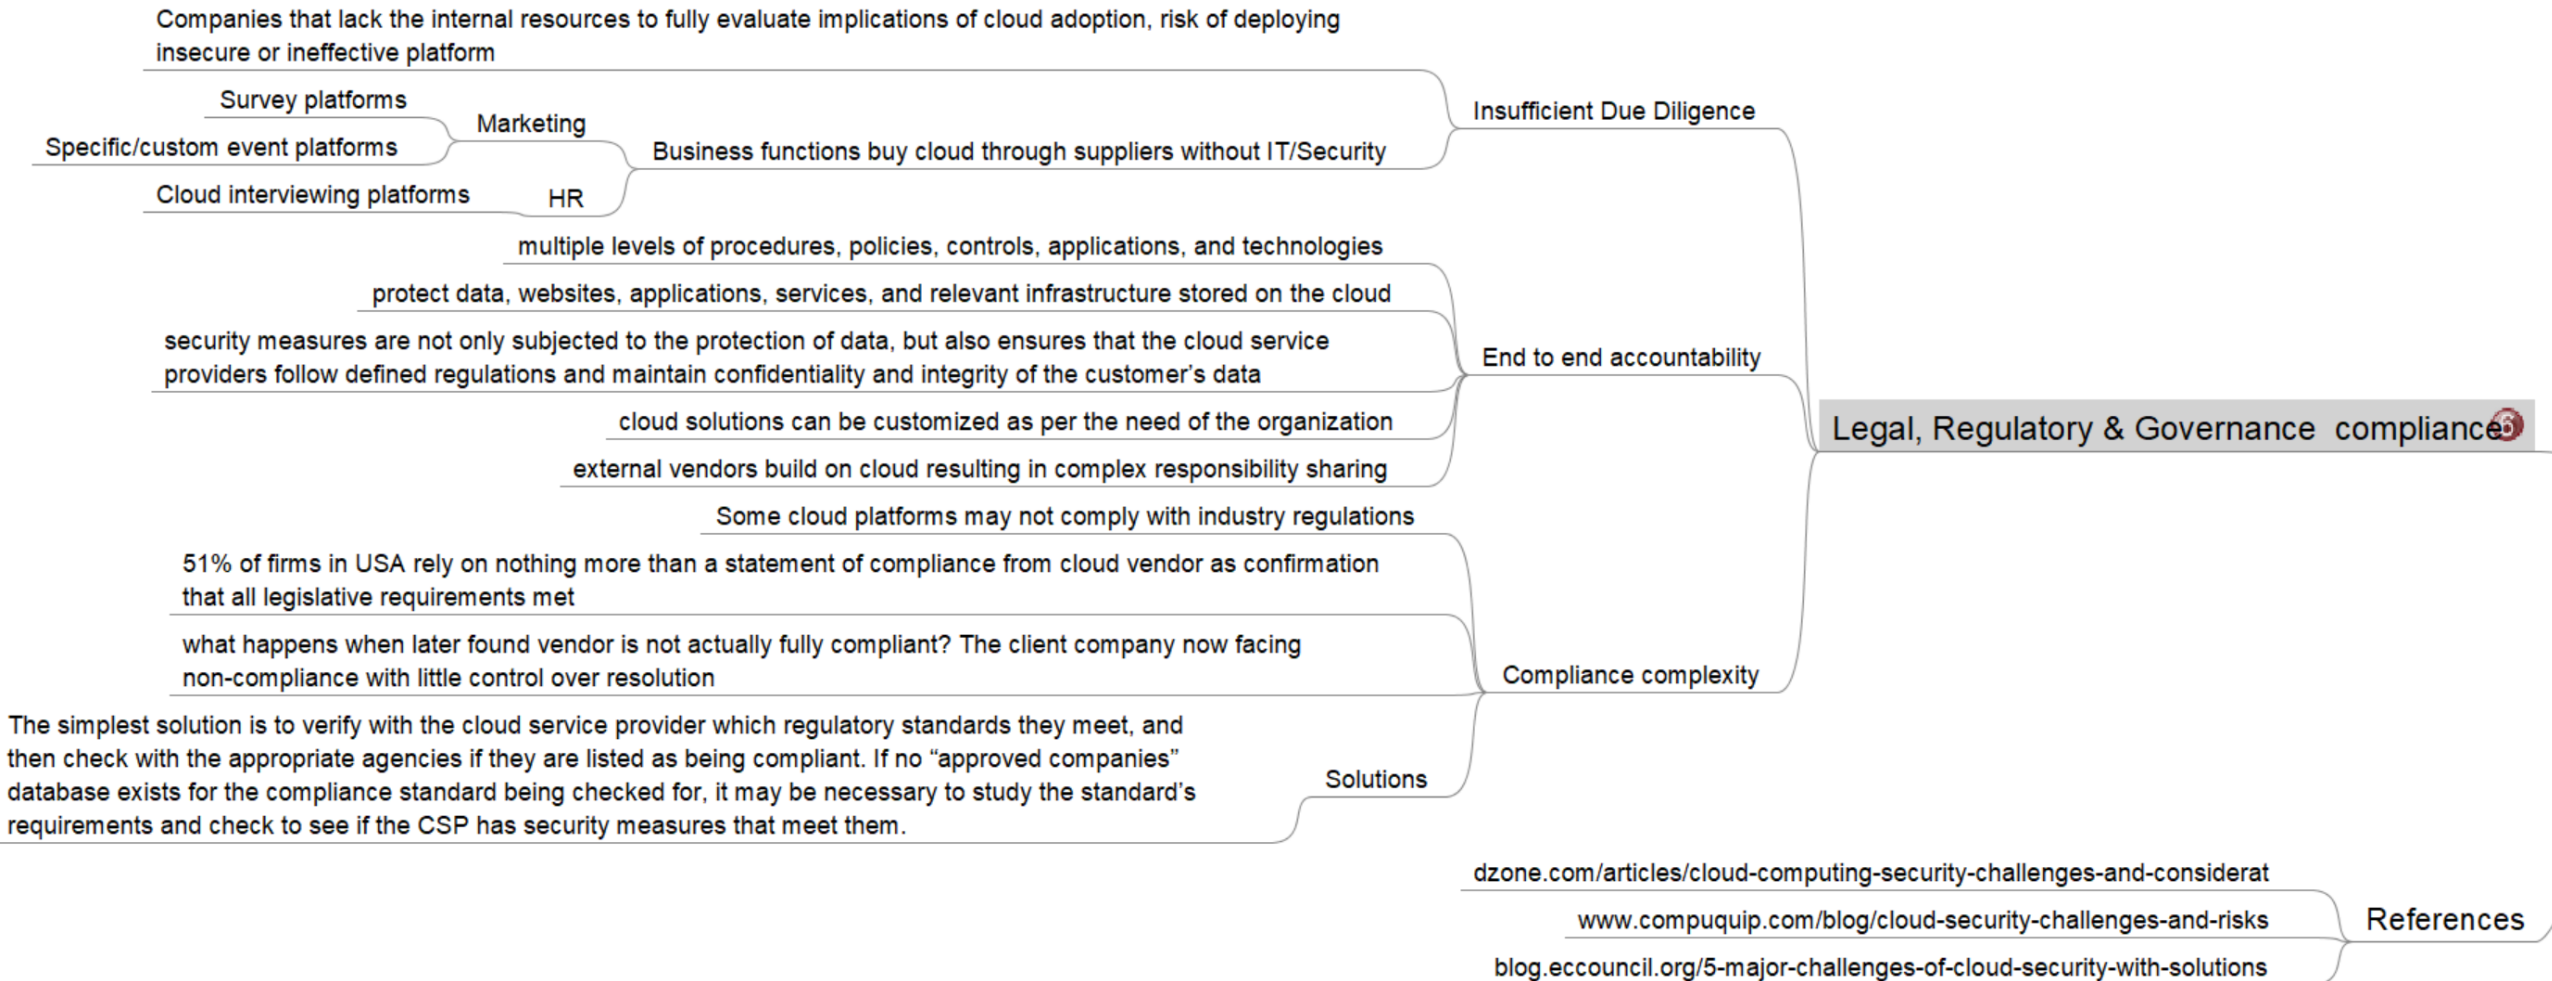 Companies that lack the internal resources to fully evaluate implications of cloud adoption, risk of deploying
insecure or ineffective platform
Survey platforms
Marketing
Specific/custom event platforms
Business functions buy cloud through suppliers without IT/Security
Cloud interviewing platforms
HR
Insufficient Due Diligence
multiple levels of procedures, policies, controls, applications, and technologies
protect data, websites, applications, services, and relevant infrastructure stored on the cloud
security measures are not only subjected to the protection of data, but also ensures that the cloud service
providers follow defined regulations and maintain confidentiality and integrity of the customer’s data
End to end accountability
cloud solutions can be customized as per the need of the organization
external vendors build on cloud resulting in complex responsibility sharing
Legal, Regulatory & Governance  compliance
6
Some cloud platforms may not comply with industry regulations
51% of firms in USA rely on nothing more than a statement of compliance from cloud vendor as confirmation
that all legislative requirements met
what happens when later found vendor is not actually fully compliant? The client company now facing
non-compliance with little control over resolution
Compliance complexity
The simplest solution is to verify with the cloud service provider which regulatory standards they meet, and
then check with the appropriate agencies if they are listed as being compliant. If no “approved companies”
database exists for the compliance standard being checked for, it may be necessary to study the standard’s
requirements and check to see if the CSP has security measures that meet them.
Solutions
dzone.com/articles/cloud-computing-security-challenges-and-considerat
www.compuquip.com/blog/cloud-security-challenges-and-risks
References
blog.eccouncil.org/5-major-challenges-of-cloud-security-with-solutions